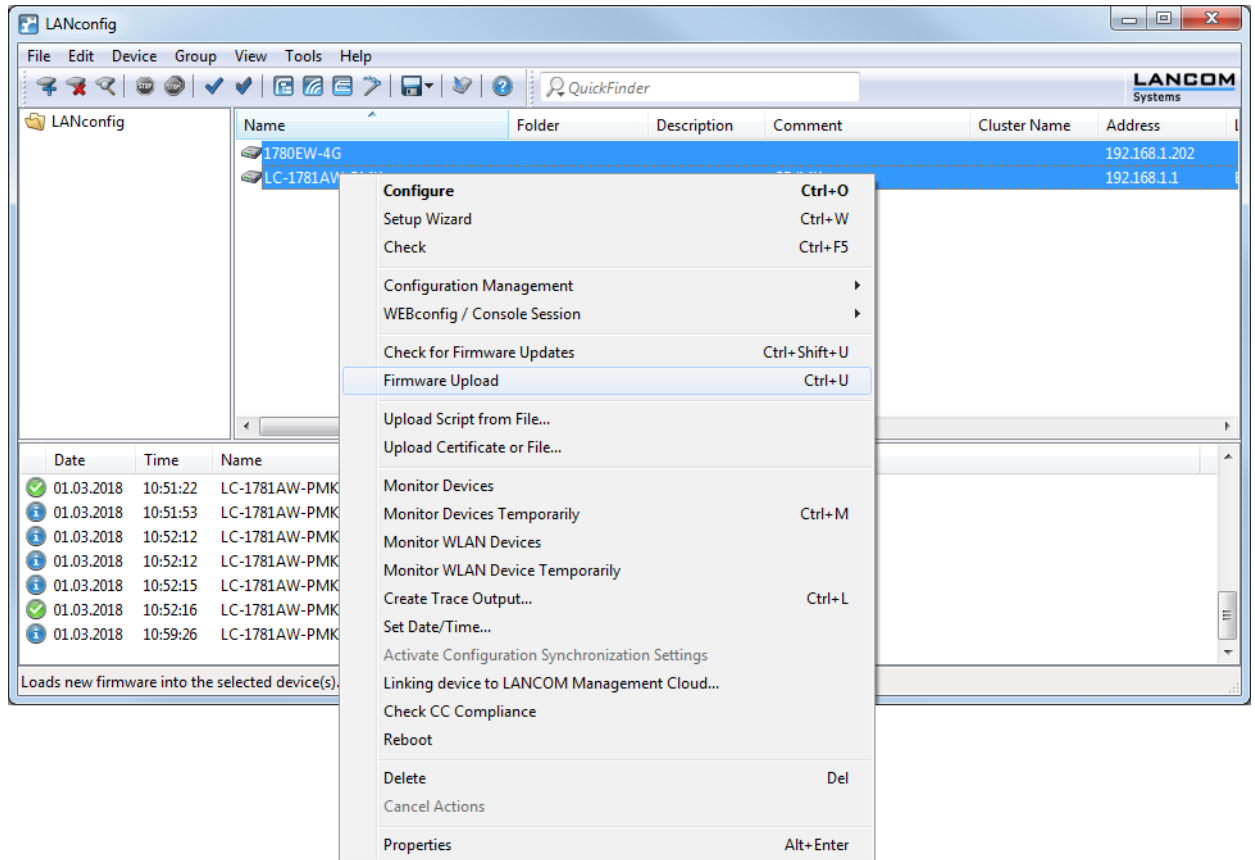 LANconfig
File Edit Device Group View Tools Help
QuickFinder
LANCOM
Systems
LANconfig
Name Folder Description Comment Cluster Name Address
1780EW-4G 192.168.1.202
LC-1781AW 192.168.1.1
Configure Ctrl+O
Setup Wizard Ctrl+W
Check Ctrl+F5
Configuration Management
WEBconfig / Console Session
Check for Firmware Updates Ctrl+Shift+U
Firmware Upload Ctrl+U
Upload Script from File...
Upload Certificate or File...
Monitor Devices
Monitor Devices Temporarily Ctrl+M
Monitor WLAN Devices
Monitor WLAN Device Temporarily
Create Trace Output... Ctrl+L
Set Date/Time...
Activate Configuration Synchronization Settings
Linking device to LANCOM Management Cloud...
Check CC Compliance
Reboot
Delete Del
Cancel Actions
Properties Alt+Enter
Date Time Name
01.03.2018 10:51:22 LC-1781AW-PMK
01.03.2018 10:51:53 LC-1781AW-PMK
01.03.2018 10:52:12 LC-1781AW-PMK
01.03.2018 10:52:12 LC-1781AW-PMK
01.03.2018 10:52:15 LC-1781AW-PMK
01.03.2018 10:52:16 LC-1781AW-PMK
01.03.2018 10:59:26 LC-1781AW-PMK
Loads new firmware into the selected device(s).